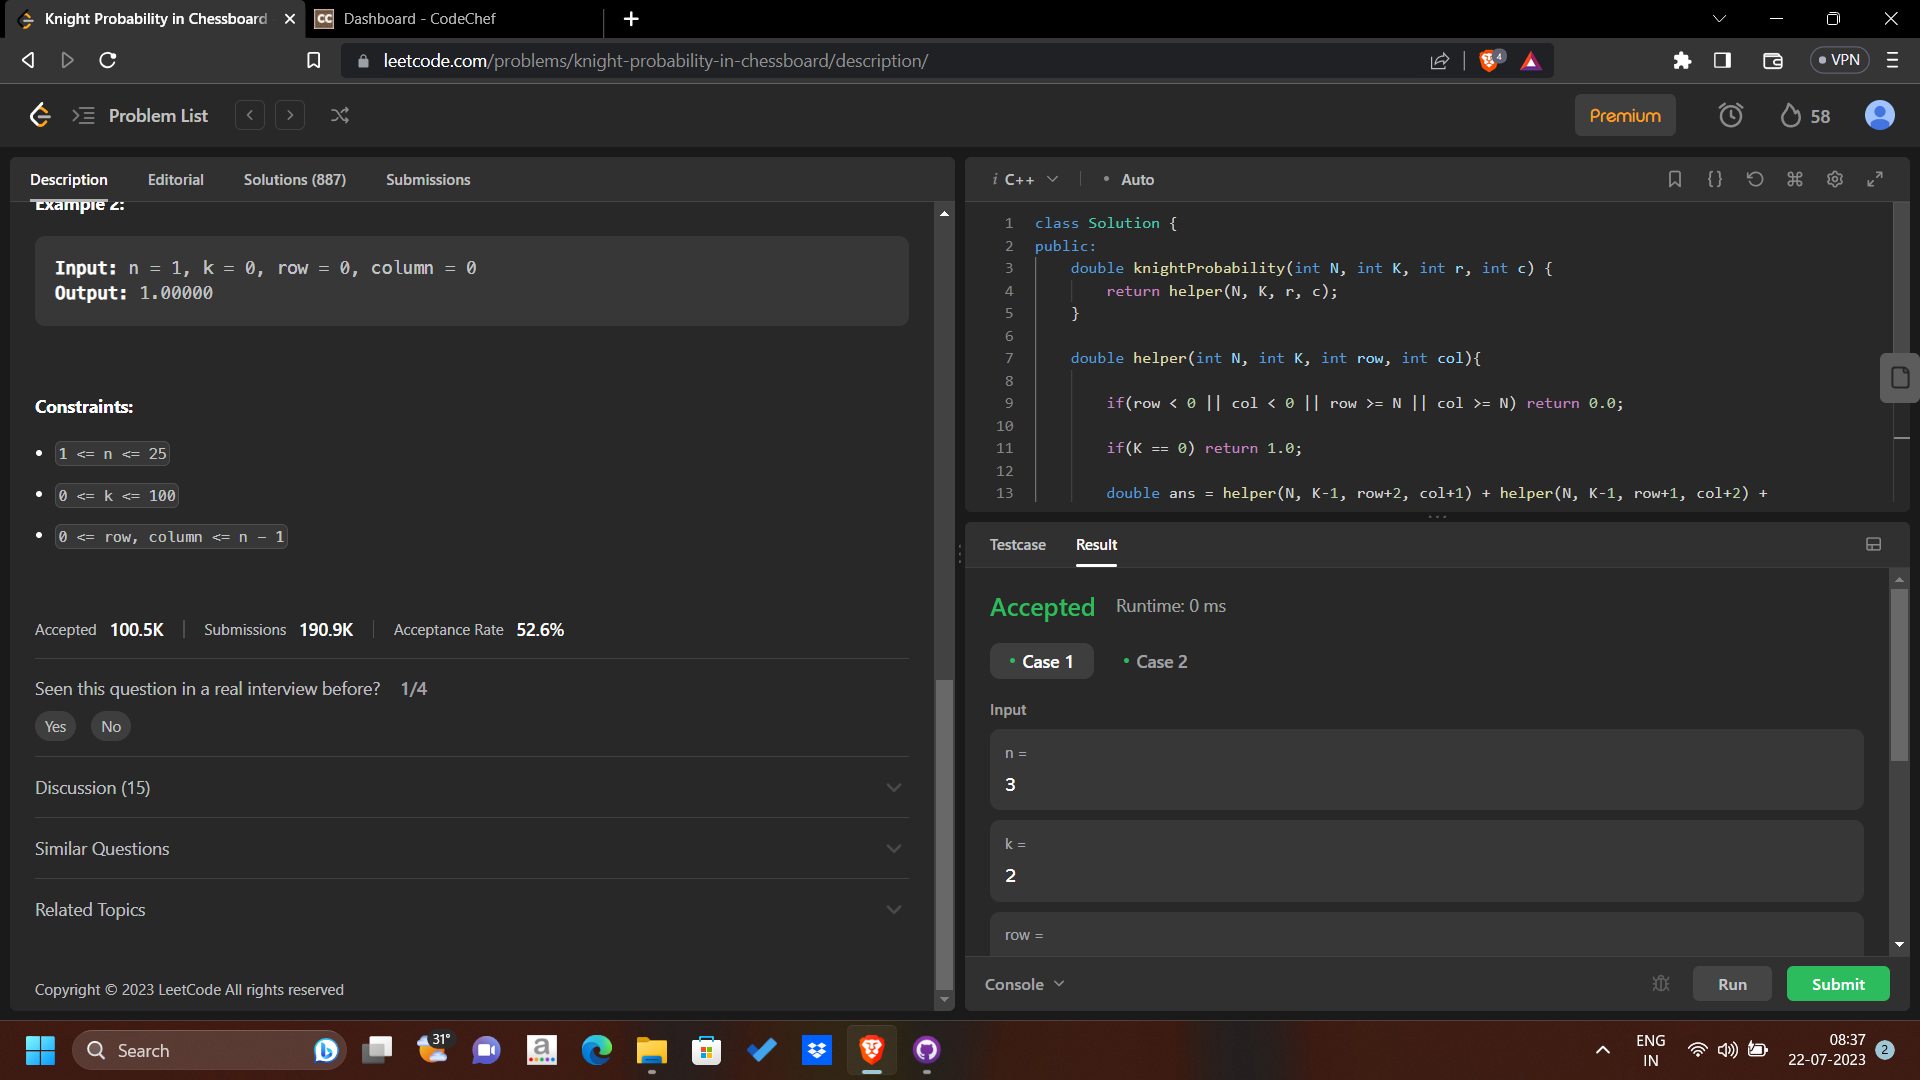 Knight Probability in Chessboard
CC Dashboard - CodeChef
leetcode.com/problems/knight-probability-in-chessboard/description/
4
VPN
Problem List
Premium
58
Description Editorial Solutions (887) Submissions
Example 2:
Input: n = 1, k = 0, row = 0, column = 0
Output: 1.00000
Constraints:
1 <= n <= 25
0 <= k <= 100
0 <= row, column <= n - 1
Accepted 100.5K Submissions 190.9K Acceptance Rate 52.6%
Seen this question in a real interview before? 1/4
Yes No
Discussion (15)
Similar Questions
Related Topics
Copyright © 2023 LeetCode All rights reserved
i C++ • Auto
{}
1 class Solution {
2 public:
3 double knightProbability(int N, int K, int r, int c) {
4 return helper(N, K, r, c);
5 }
6
7 double helper(int N, int K, int row, int col){
8
9 if(row < 0 || col < 0 || row >= N || col >= N) return 0.0;
10
11 if(K == 0) return 1.0;
12
13 double ans = helper(N, K-1, row+2, col+1) + helper(N, K-1, row+1, col+2) +
Testcase Result
Accepted Runtime: 0 ms
• Case 1 • Case 2
Input
n =
3
k =
2
row =
Console
Run
Submit
Search
31°
a
ENG
IN
08:37
22-07-2023
2